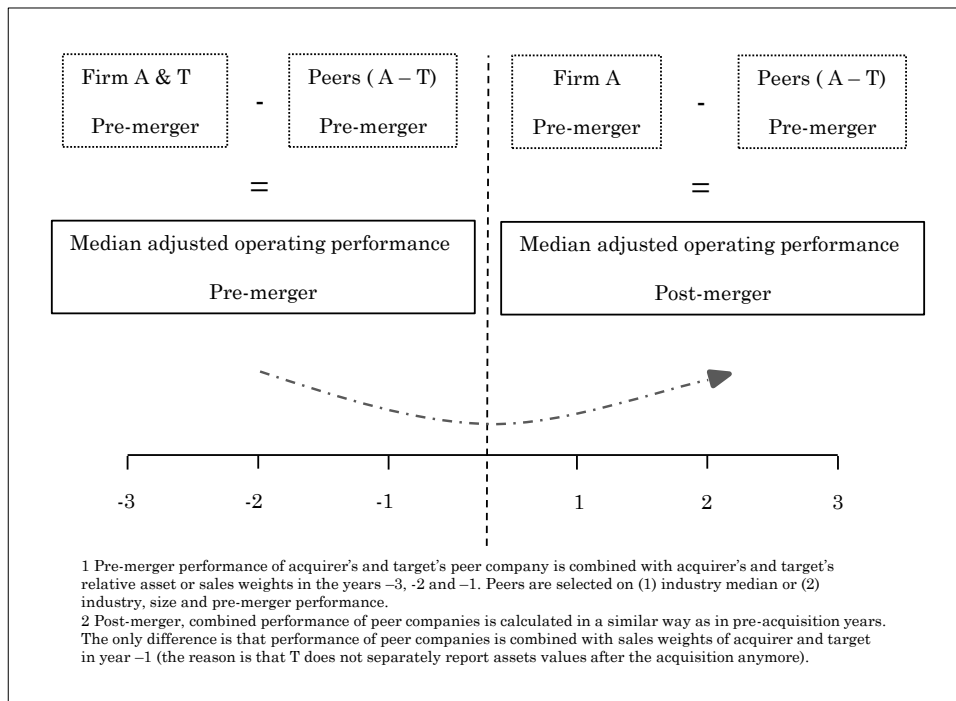 Firm A & T
Pre-merger
-
Peers ( A – T)
Pre-merger
Firm A
Pre-merger
-
Peers ( A – T)
Pre-merger
=
=
Median adjusted operating performance
Pre-merger
Median adjusted operating performance
Post-merger
-3 -2 -1 1 2 3
1 Pre-merger performance of acquirer's and target's peer company is combined with acquirer's and target's
relative asset or sales weights in the years –3, -2 and –1. Peers are selected on (1) industry median or (2)
industry, size and pre-merger performance.
2 Post-merger, combined performance of peer companies is calculated in a similar way as in pre-acquisition years.
The only difference is that performance of peer companies is combined with sales weights of acquirer and target
in year –1 (the reason is that T does not separately report assets values after the acquisition anymore).